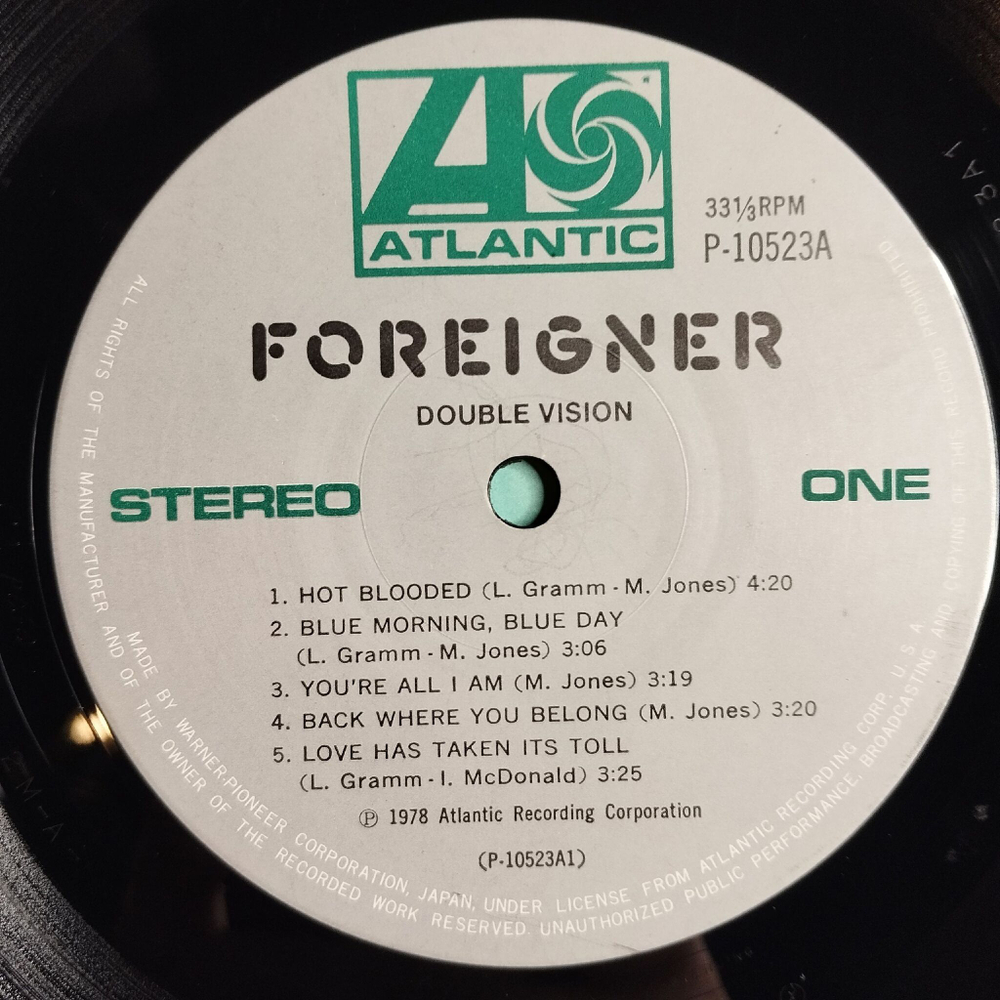 ATLANTIC
33⅓RPM
P-10523A
FOREIGNER
DOUBLE VISION
STEREO
ONE
1. HOT BLOODED (L. Gramm - M. Jones) 4:20
2. BLUE MORNING, BLUE DAY
(L. Gramm - M. Jones) 3:06
3. YOU'RE ALL I AM (M. Jones) 3:19
4. BACK WHERE YOU BELONG (M. Jones) 3:20
5. LOVE HAS TAKEN ITS TOLL
(L. Gramm - I. McDonald) 3:25
Ⓟ 1978 Atlantic Recording Corporation
(P-10523A1)
MADE BY WARNER-PIONEER CORPORATION, JAPAN, UNDER LICENSE FROM ATLANTIC RECORDING CORP. U. S. A
ALL RIGHTS OF THE MANUFACTURER AND OF THE OWNER OF THE RECORDED WORK RESERVED. UNAUTHORIZED PUBLIC PERFORMANCE, BROADCASTING AND COPYING OF THE RECORD PROHIBITED